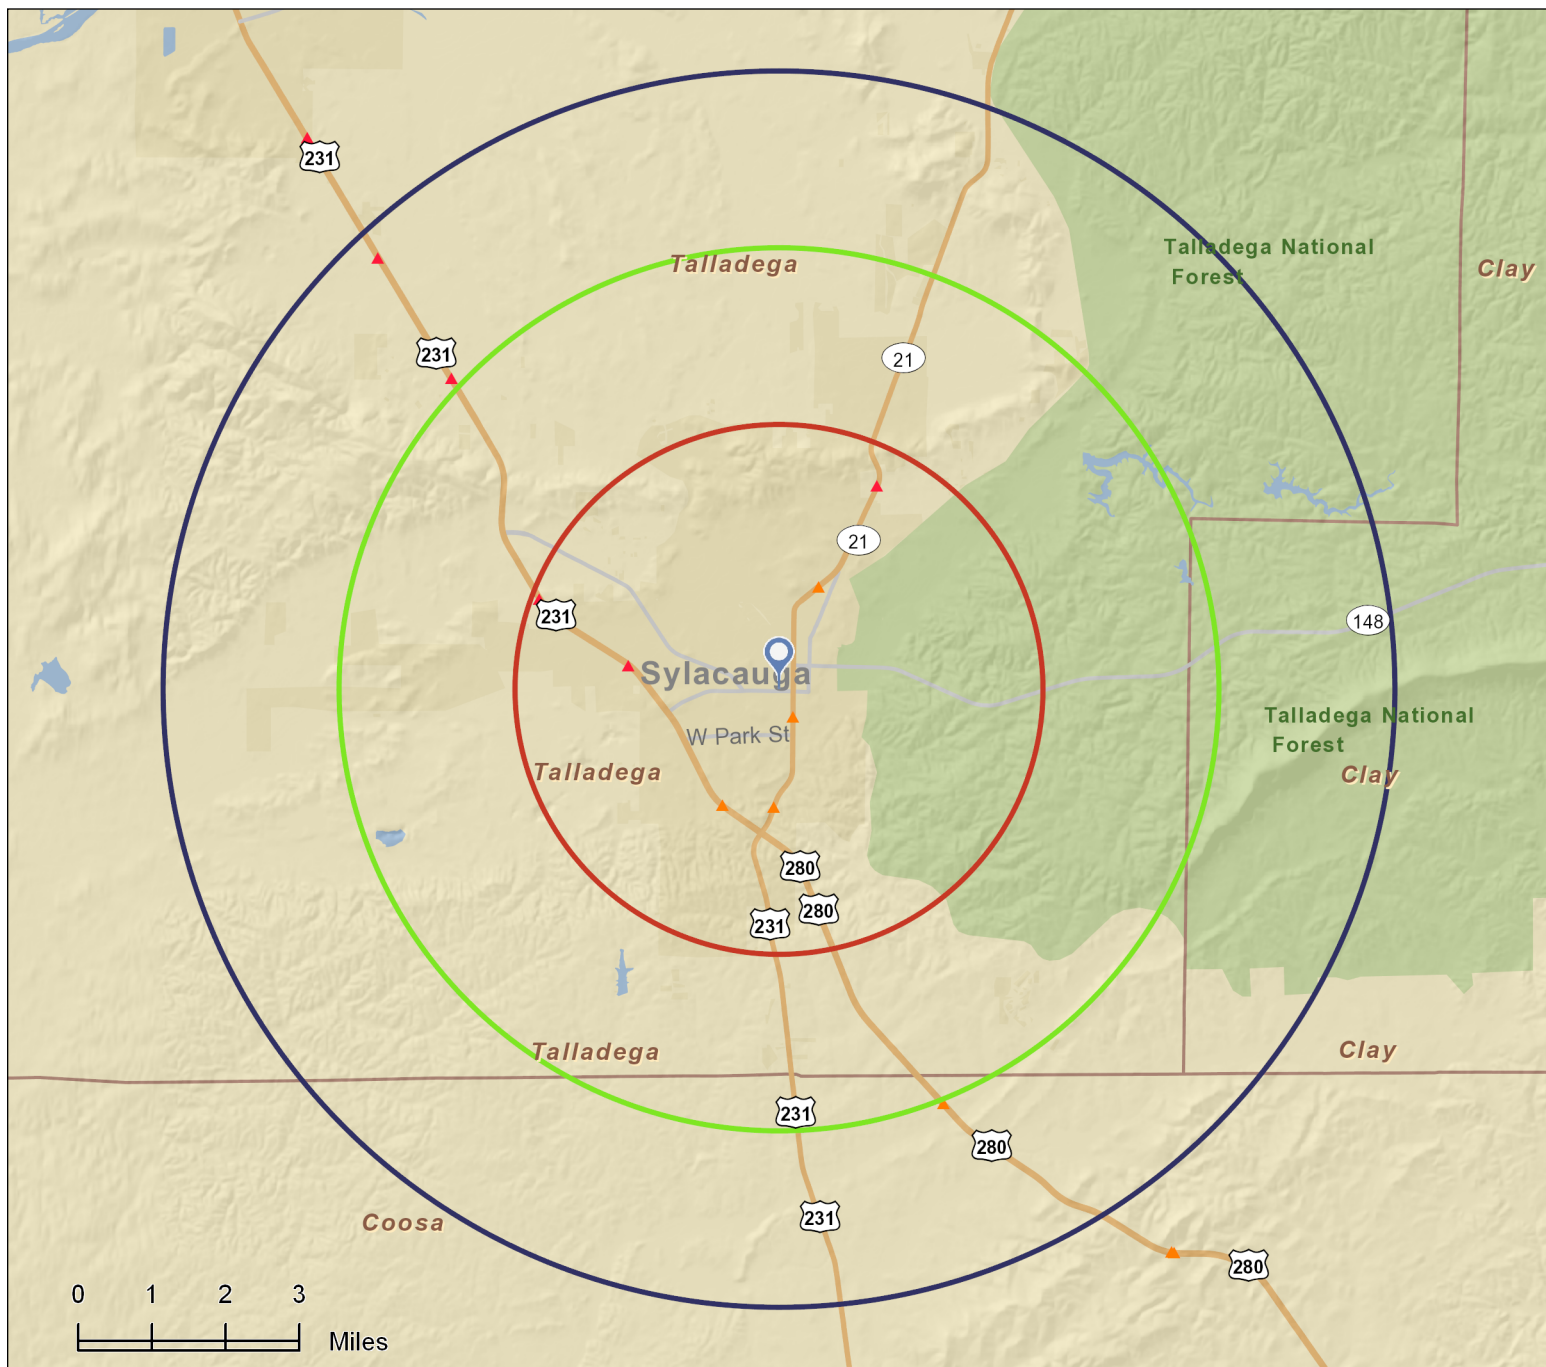 231
Talladega National
Forest
Talladega
Clay
231
21
21
231
148
Sylacauga
Talladega National
Forest
W Park St
Talladega
Clay
280
280
231
Talladega
Clay
231
280
231
Coosa
280
0 1 2 3
Miles